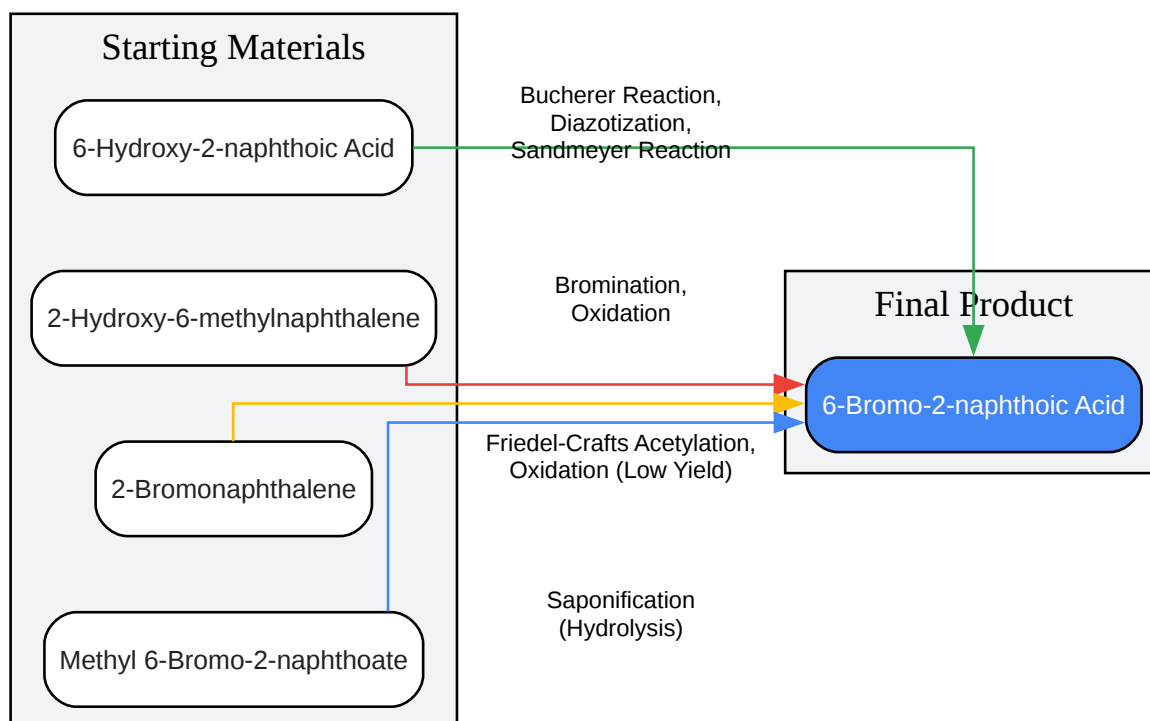 Starting Materials
6-Hydroxy-2-naphthoic Acid
Bucherer Reaction,
Diazotization,
Sandmeyer Reaction
2-Hydroxy-6-methylnaphthalene
Bromination,
Oxidation
Final Product
6-Bromo-2-naphthoic Acid
2-Bromonaphthalene
Friedel-Crafts Acetylation,
Oxidation (Low Yield)
Methyl 6-Bromo-2-naphthoate
Saponification
(Hydrolysis)